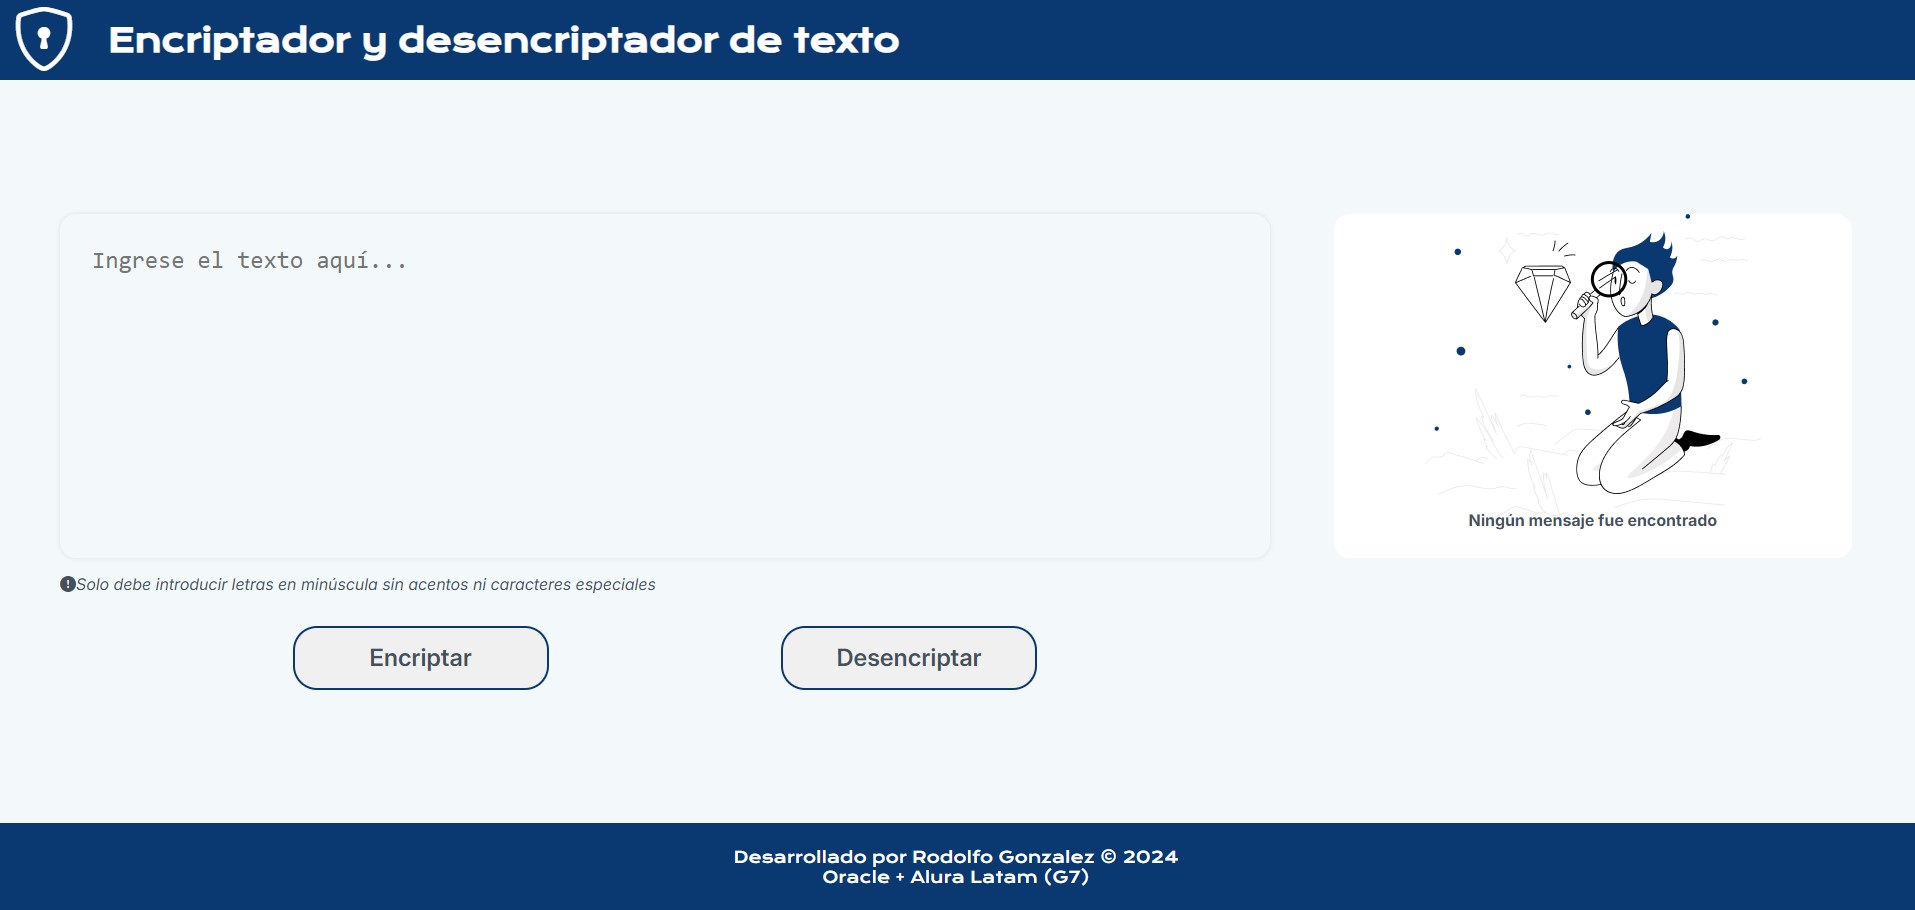 Encriptador y desencriptador de texto
Ingrese el texto aquí...
Ningún mensaje fue encontrado
Solo debe introducir letras en minúscula sin acentos ni caracteres especiales
Encriptar
Desencriptar
Desarrollado por Rodolfo Gonzalez © 2024
Oracle + Alura Latam (G7)